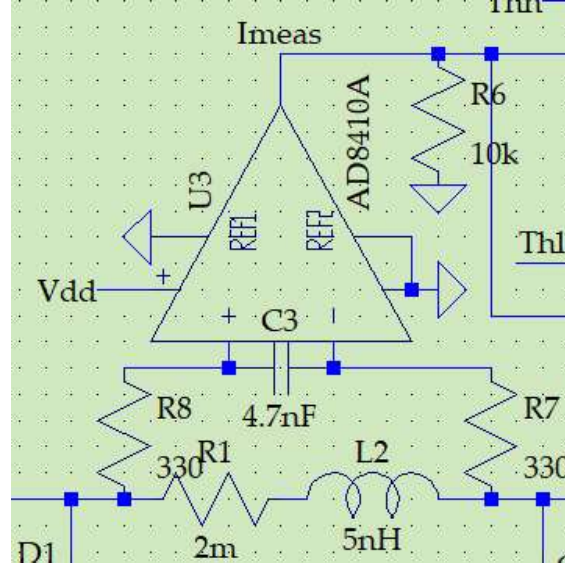 Imeas
R6
10k
AD8410A
U3
REF1
REF2
Vdd
+
+
C3
4.7nF
R8
330
R1
2m
L2
5nH
R7
330
D1